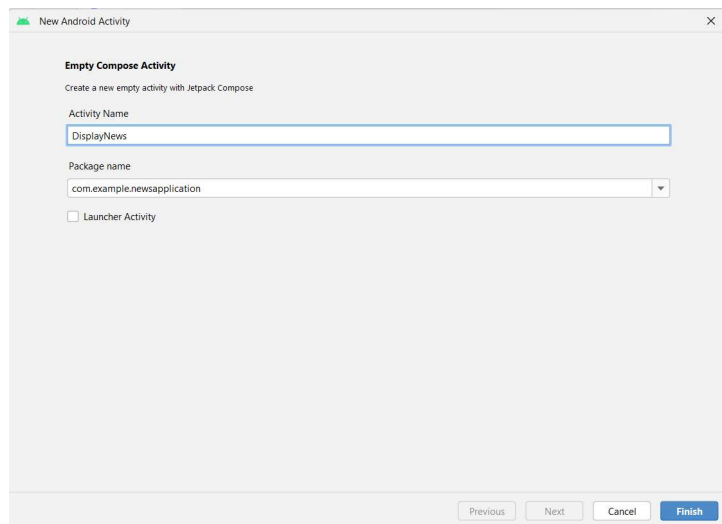 New Android Activity
Empty Compose Activity
Create a new empty activity with Jetpack Compose
Activity Name
DisplayNews
Package name
com.example.newsapplication
Launcher Activity
Previous Next Cancel Finish